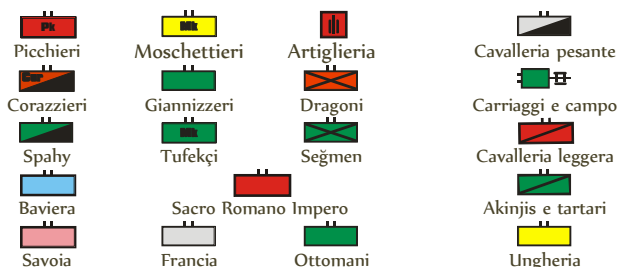 Pk Mk
Picchieri Moschettieri Artiglieria Cavalleria pesante
Cur
Corazzieri Giannizzeri Dragoni Carriaggi e campo
Mk
Spahy Tufekçi Seğmen Cavalleria leggera
Baviera Sacro Romano Impero Akinjis e tartari
Savoia Francia Ottomani Ungheria